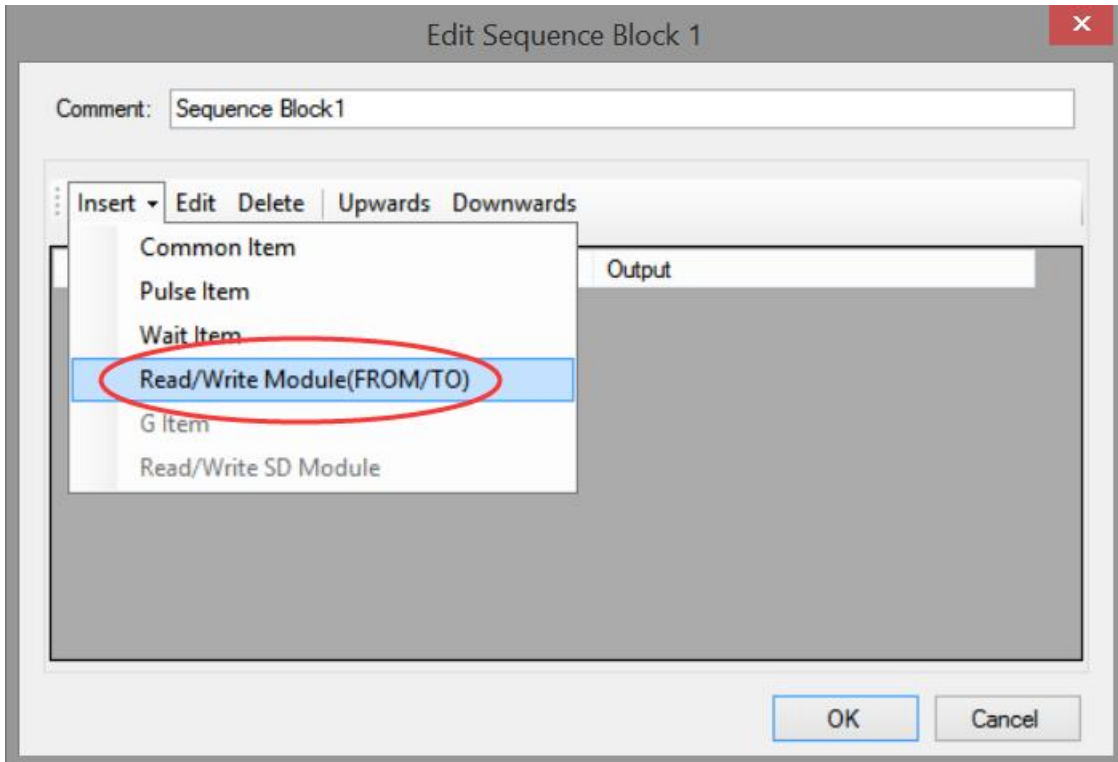 Edit Sequence Block 1
Comment: Sequence Block1
Insert Edit Delete Upwards Downwards
Common Item
Output
Pulse Item
Wait Item
Read/Write Module(FROM/TO)
G Item
Read/Write SD Module
OK Cancel